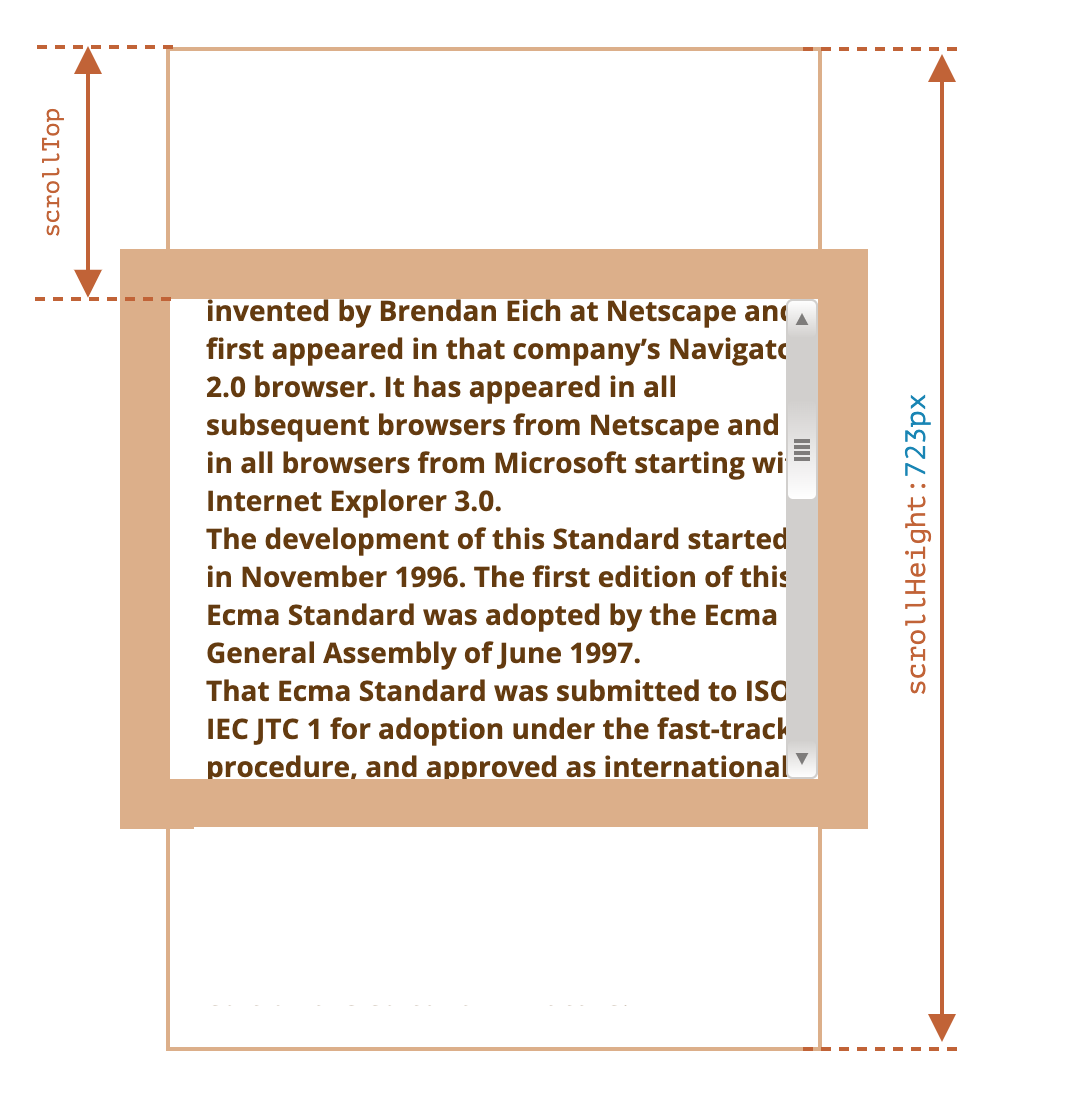 scrollTop
invented by Brendan Eich at Netscape and
first appeared in that company’s Navigato
2.0 browser. It has appeared in all
subsequent browsers from Netscape and
in all browsers from Microsoft starting wi
Internet Explorer 3.0.
The development of this Standard started
in November 1996. The first edition of this
Ecma Standard was adopted by the Ecma
General Assembly of June 1997.
That Ecma Standard was submitted to ISO
IEC JTC 1 for adoption under the fast-track
procedure, and approved as international
scrollHeight:723px